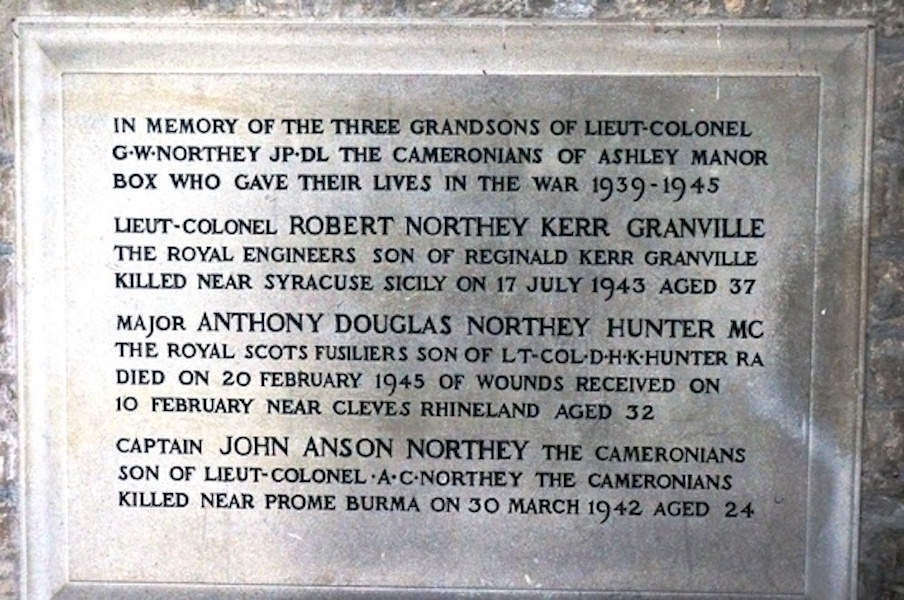 IN MEMORY OF THE THREE GRANDSONS OF LIEUT-COLONEL
G·W·NORTHEY JP·DL THE CAMERONIANS OF ASHLEY MANOR
BOX WHO GAVE THEIR LIVES IN THE WAR 1939-1945
LIEUT-COLONEL ROBERT NORTHEY KERR GRANVILLE
THE ROYAL ENGINEERS SON OF REGINALD KERR GRANVILLE
KILLED NEAR SYRACUSE SICILY ON 17 JULY 1943 AGED 37
MAJOR ANTHONY DOUGLAS NORTHEY HUNTER MC
THE ROYAL SCOTS FUSILIERS SON OF LT-COL·D·H·K·HUNTER RA
DIED ON 20 FEBRUARY 1945 OF WOUNDS RECEIVED ON
10 FEBRUARY NEAR CLEVES RHINELAND AGED 32
CAPTAIN JOHN ANSON NORTHEY THE CAMERONIANS
SON OF LIEUT-COLONEL·A·C·NORTHEY THE CAMERONIANS
KILLED NEAR PROME BURMA ON 30 MARCH 1942 AGED 24